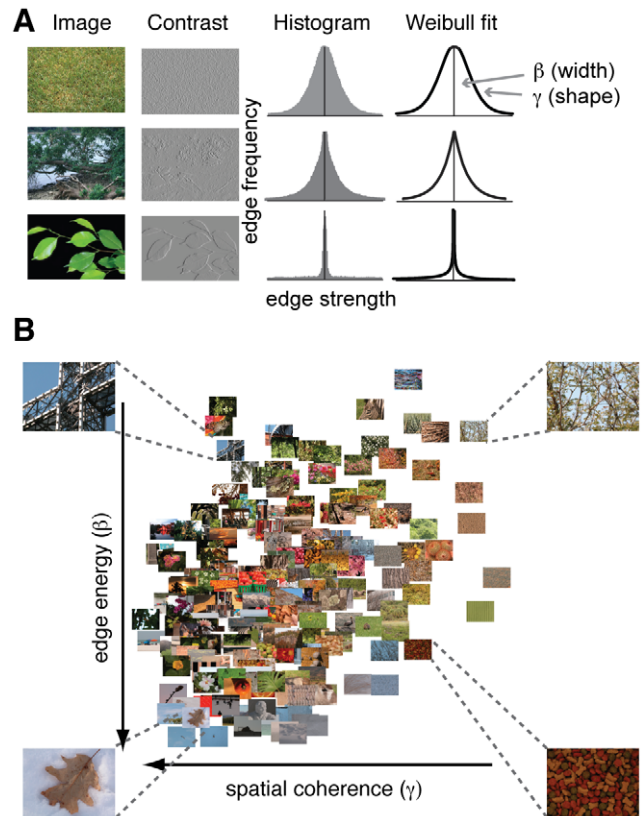 A
Image
Contrast
Histogram
Weibull fit
β (width)
γ (shape)
edge frequency
edge strength
B
edge energy (β)
spatial coherence (γ)